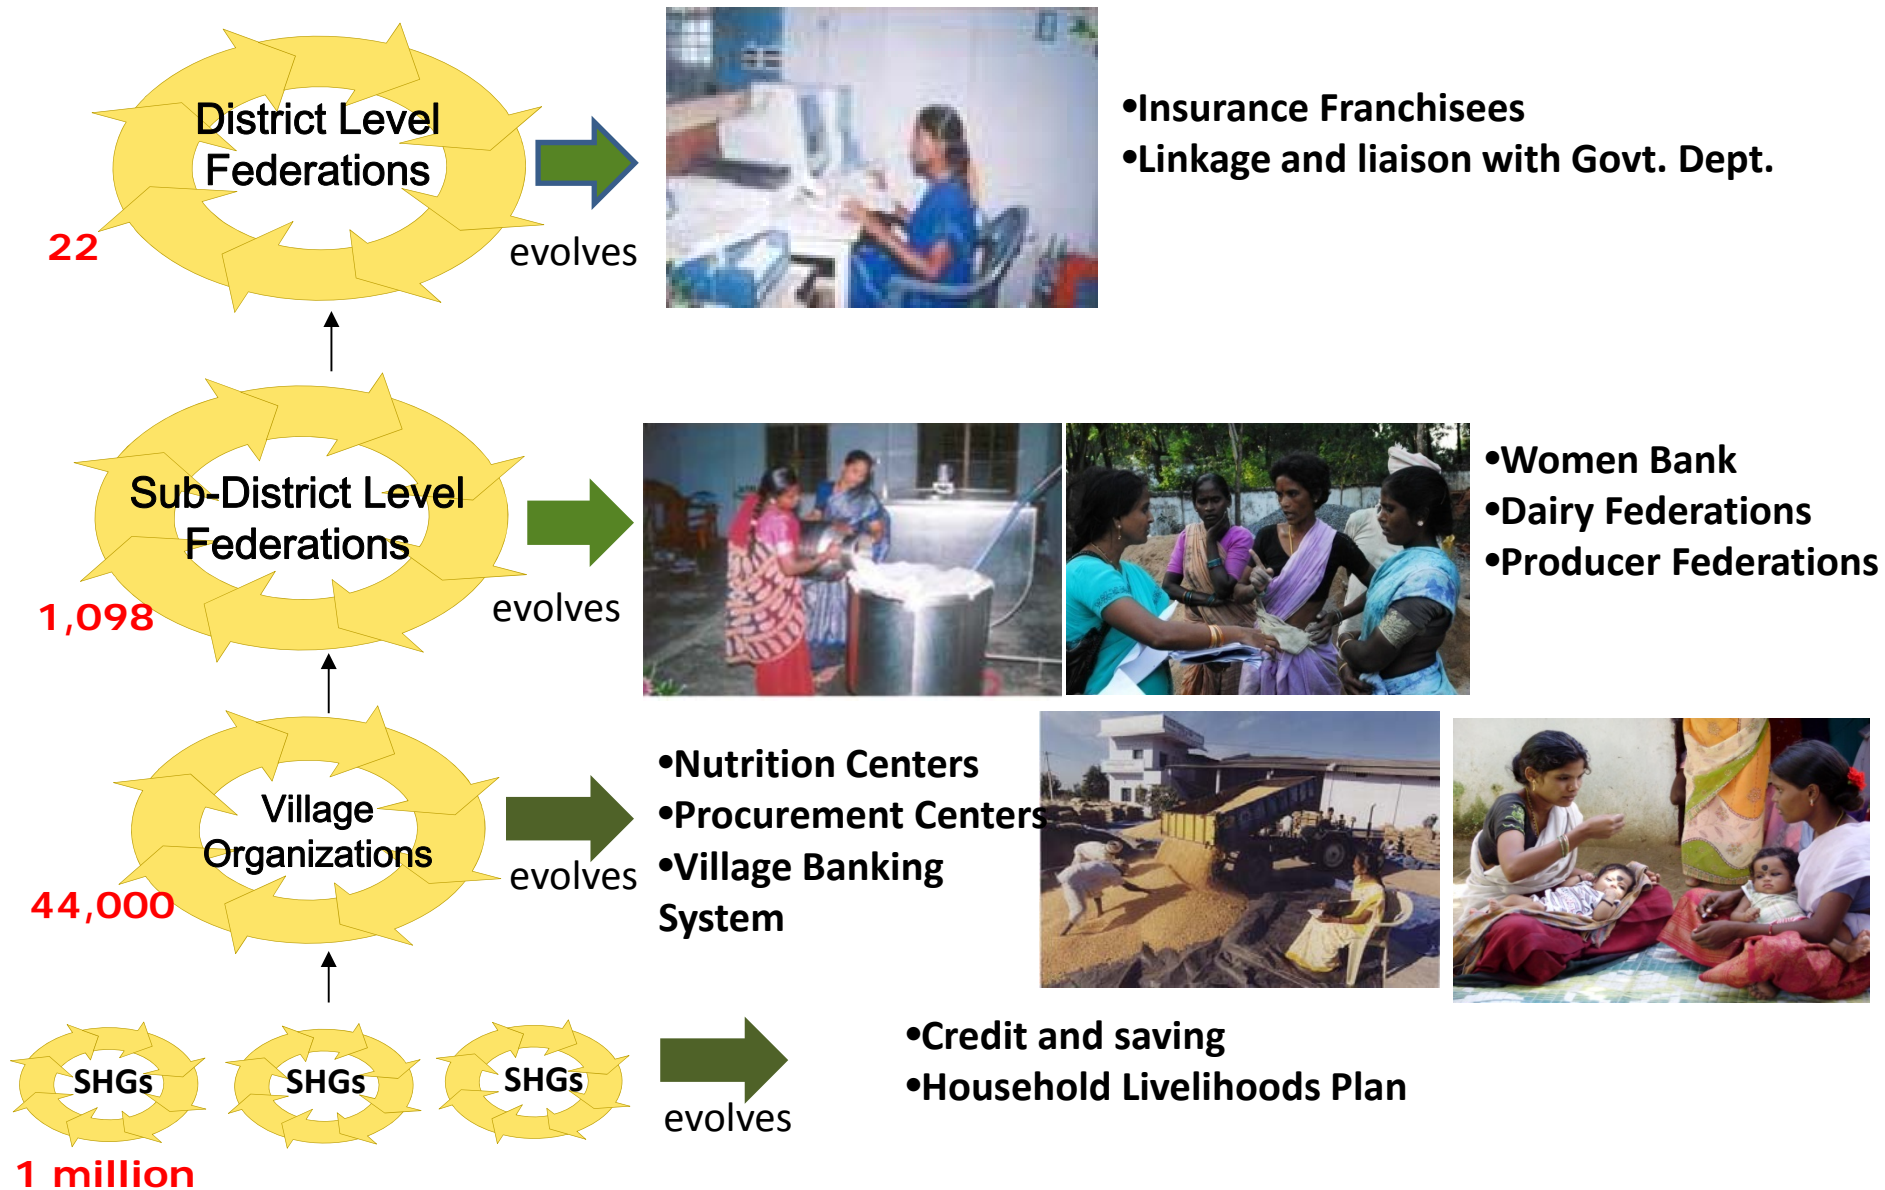 District Level
Federations
22
evolves
•Insurance Franchisees
•Linkage and liaison with Govt. Dept.
Sub-District Level
Federations
1,098
evolves
•Women Bank
•Dairy Federations
•Producer Federations
Village
Organizations
44,000
evolves
•Nutrition Centers
•Procurement Centers
•Village Banking
System
SHGs
SHGs
SHGs
1 million
evolves
•Credit and saving
•Household Livelihoods Plan